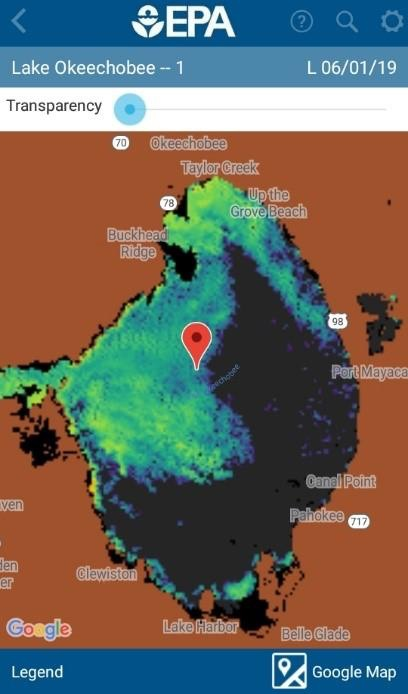 EPA
Lake Okeechobee -- 1 L 06/01/19
Transparency
70 Okeechobee
Taylor Creek
78
Up the
Grove Beach
Buckhead
Ridge
98
Okeechobee
Port Mayaca
Canal Point
ven
Pahokee 717
den
er
Clewiston
Lake Harbor
Belle Glade
Google
Legend Google Map